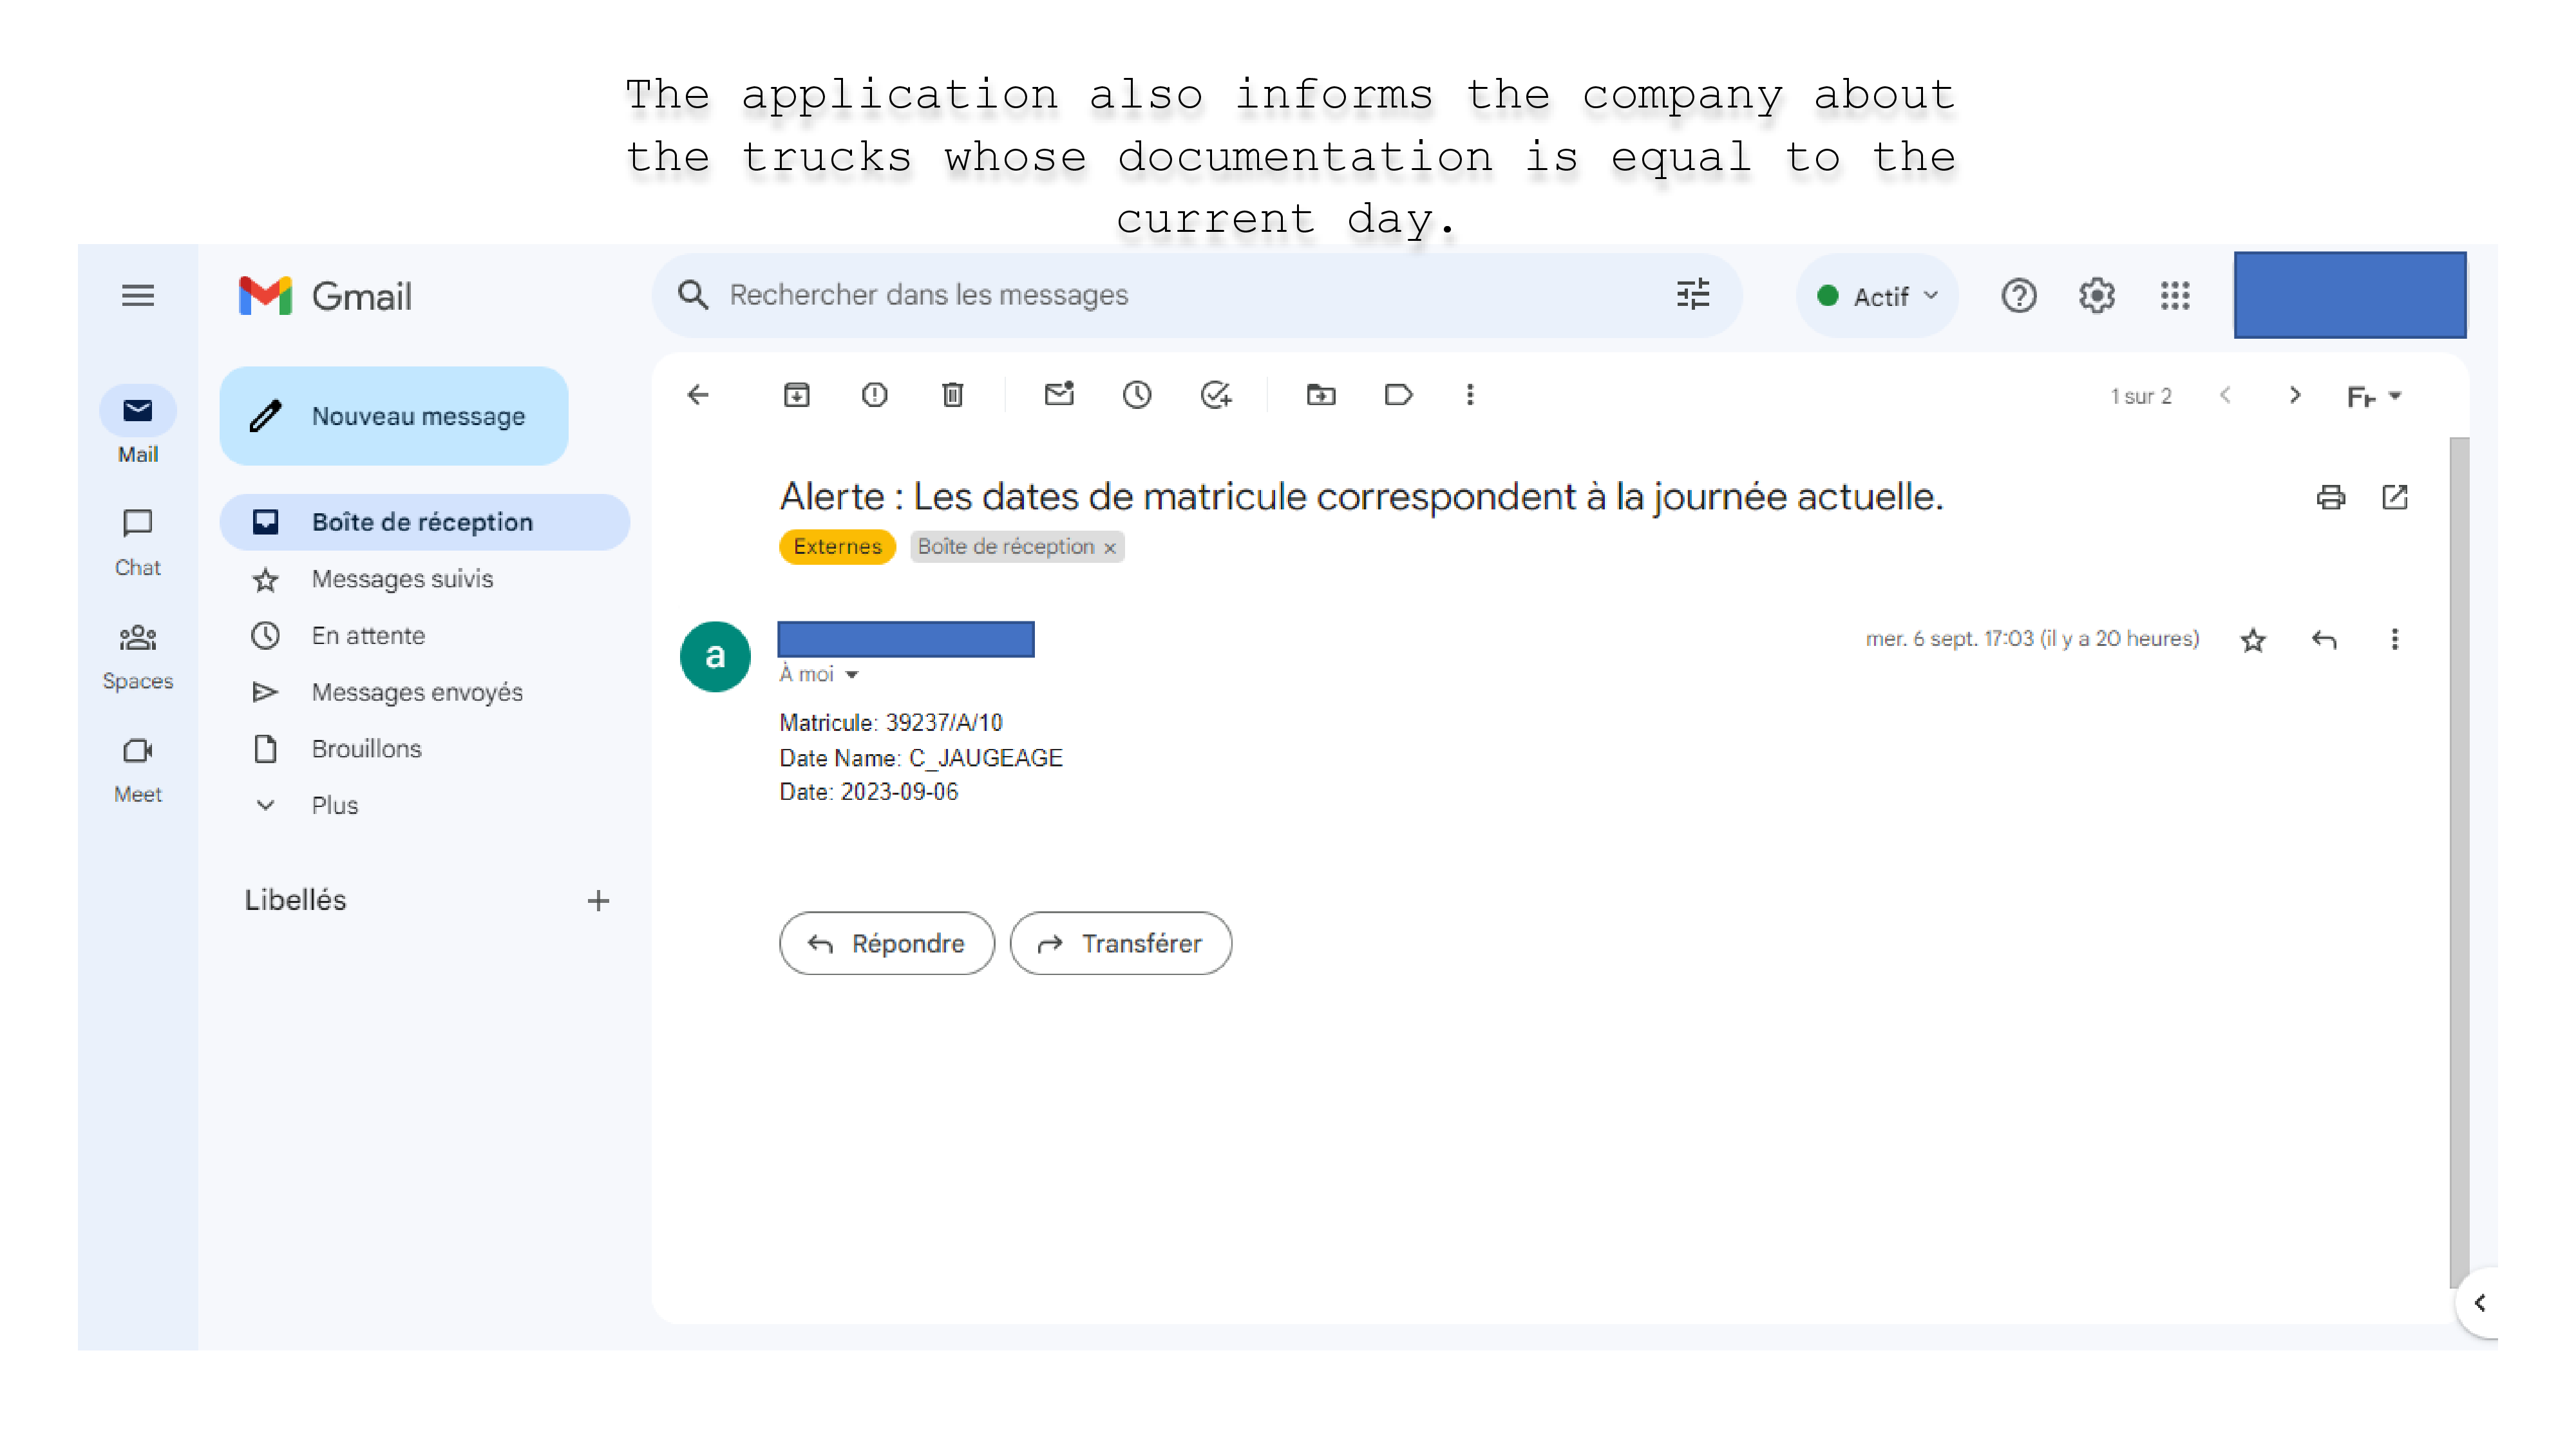 The application also informs the company about
the trucks whose documentation is equal to the
current day.
Gmail
Rechercher dans les messages
Actif
Nouveau message
1 sur 2
Mail
Alerte : Les dates de matricule correspondent à la journée actuelle.
Boîte de réception
Externes
Boîte de réception ×
Chat
Messages suivis
En attente
a
mer. 6 sept. 17:03 (il y a 20 heures)
À moi
Spaces
Messages envoyés
Matricule: 39237/A/10
Brouillons
Date Name: C_JAUGEAGE
Meet
Date: 2023-09-06
Plus
Libellés
Répondre
Transférer